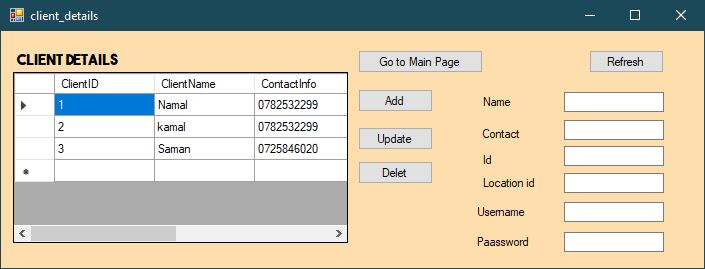 client_details
CLIENT DETAILS
Go to Main Page
Refresh
ClientID ClientName ContactInfo
1 Namal 0782532299
2 kamal 0782532299
3 Saman 0725846020
Add
Update
Delet
Name
Contact
Id
Location id
Username
Paassword